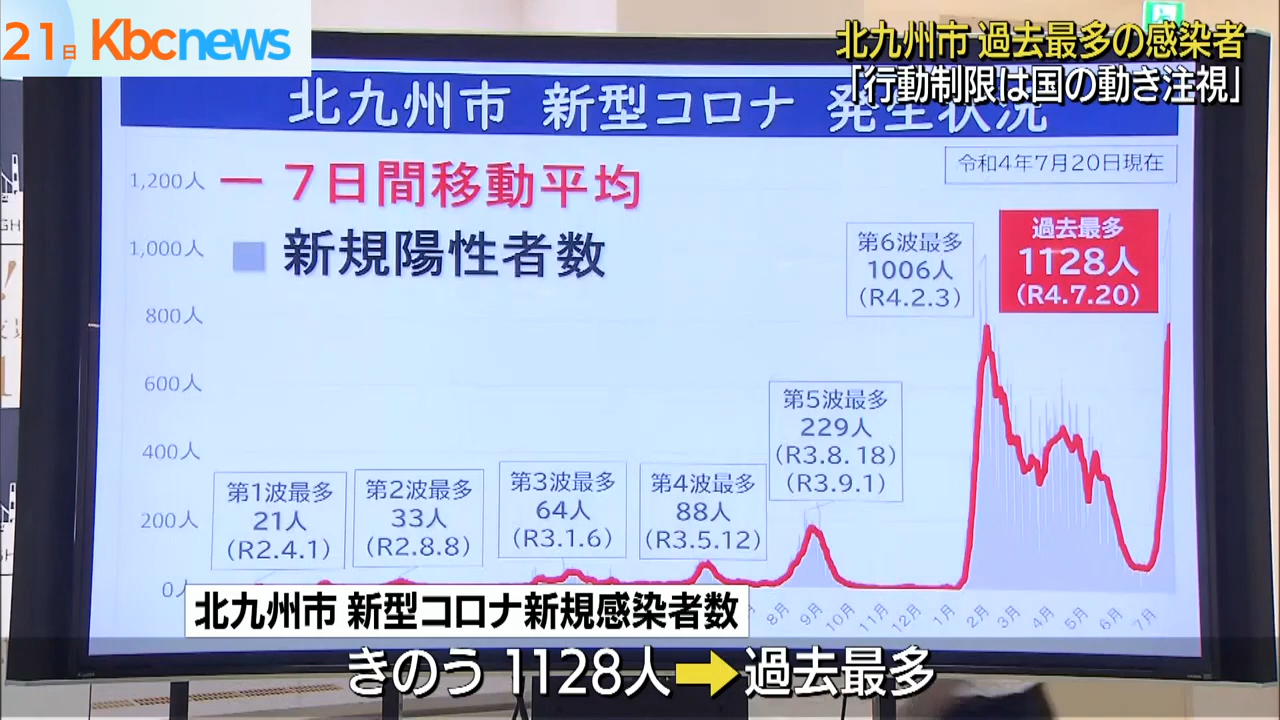 21日 Kbcnews
北九州市 過去最多の感染者
「行動制限は国の動き注視」
北九州市 新型コロナ 発生状況
令和4年7月20日現在
7日間移動平均
新規陽性者数
1,200人
1,000人
800人
600人
400人
200人
0人
第1波最多
21人
(R2.4.1)
第2波最多
33人
(R2.8.8)
第3波最多
64人
(R3.1.6)
第4波最多
88人
(R3.5.12)
第5波最多
229人
(R3.8.18)
(R3.9.1)
第6波最多
1006人
(R4.2.3)
過去最多
1128人
(R4.7.20)
8月 9月 10月 11月 12月 1月 2月 3月 4月 5月 6月 7月
北九州市 新型コロナ新規感染者数
きのう 1128人➡過去最多